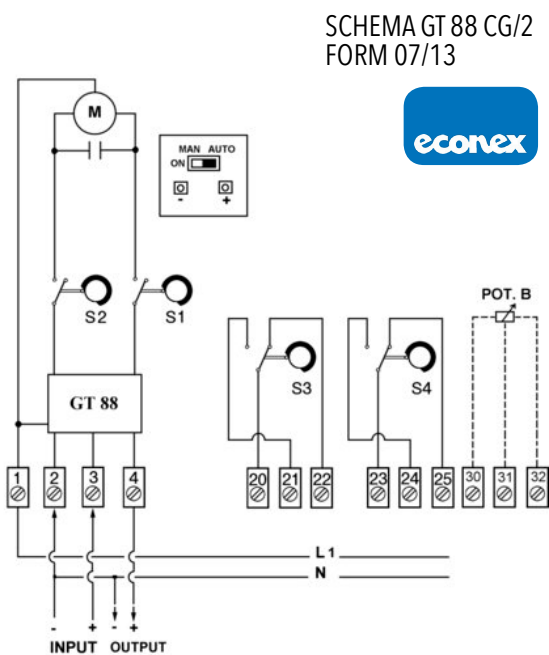 SCHEMA GT 88 CG/2
FORM 07/13
econex
M
MAN AUTO
ON
- +
S2 S1
POT. B
S3 S4
GT 88
1 2 3 4 20 21 22 23 24 25 30 31 32
L1
N
- + - +
INPUT OUTPUT